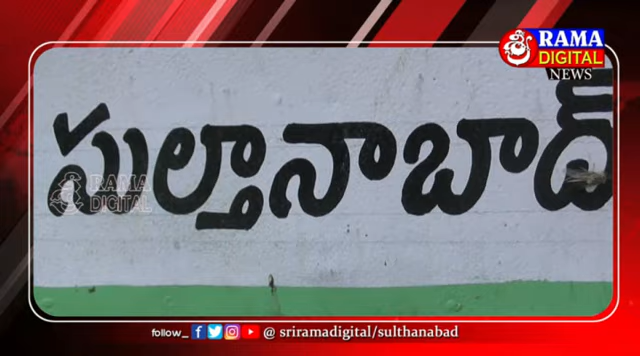 RAMA
DIGITAL
NEWS
సుల్తానాబాద్
RAMA
DIGITAL
follow_ @ sriramadigital/sulthanabad